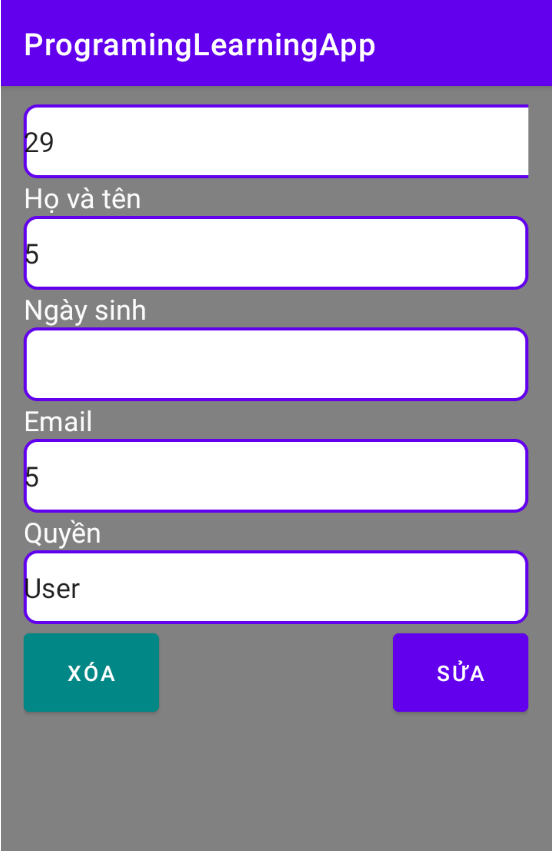 ProgramingLearningApp
29
Họ và tên
5
Ngày sinh
Email
5
Quyền
User
XÓA
SỬA